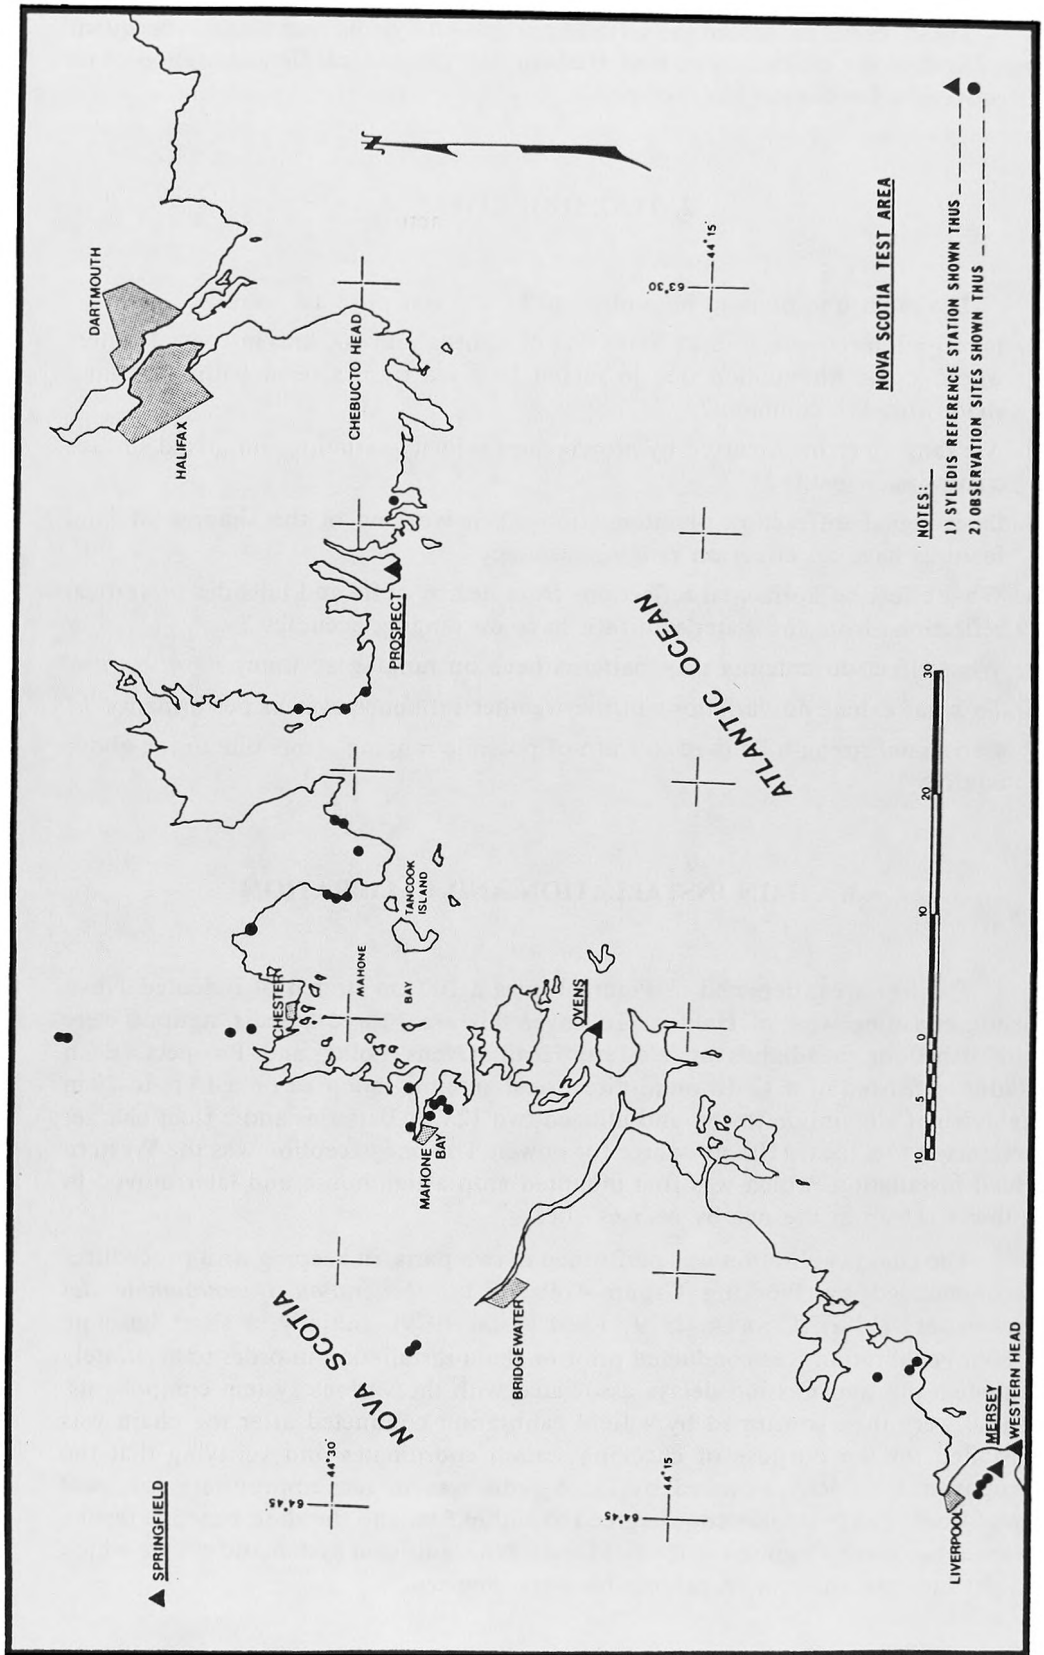 DARTMOUTH
HALIFAX
CHEBUCTO HEAD
N
PROSPECT
63°30'
44°15'
ATLANTIC OCEAN
NOVA SCOTIA TEST AREA
NOTES:
1) SYLEDIS REFERENCE STATION SHOWN THUS
2) OBSERVATION SITES SHOWN THUS
TANCOOK
ISLAND
CHESTER
MAHONE
BAY
OVENS
MAHONE
BAY
BRIDGEWATER
NOVA SCOTIA
SPRINGFIELD
44°30'
64°45'
44°15'
64°45'
LIVERPOOL
MERSEY
WESTERN HEAD
10 5 0 10 20 30